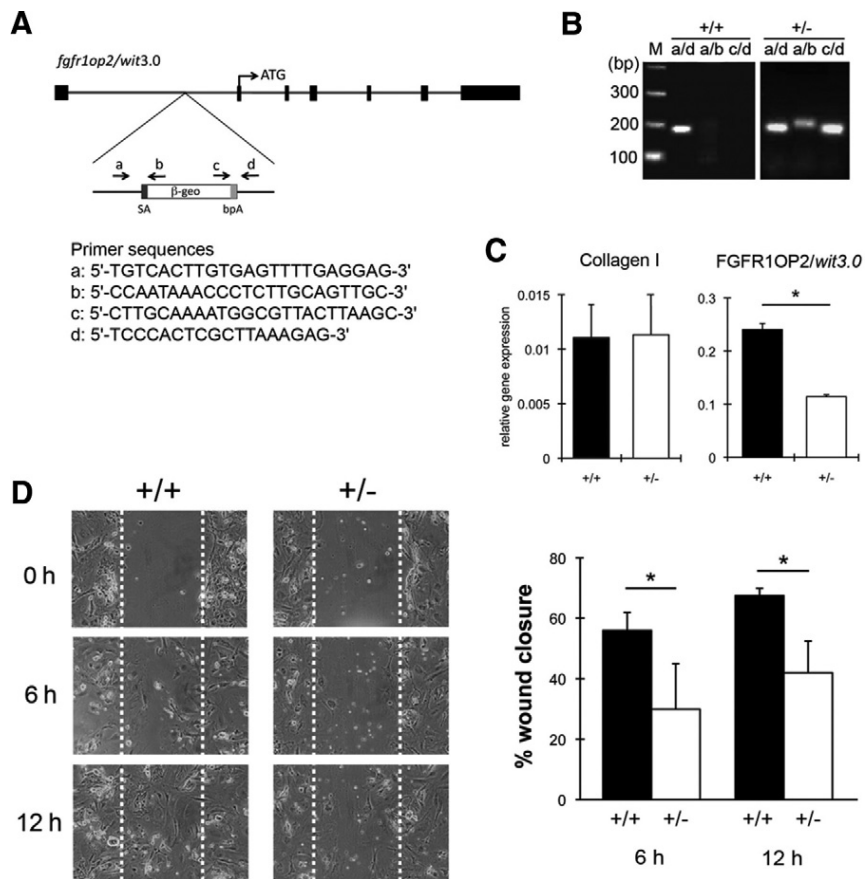 A
fgfr1op2/wit3.0
ATG
a b c d
β-geo
SA bpA
Primer sequences
a: 5'-TGTCACTTGTGAGTTTTGAGGAG-3'
b: 5'-CCAATAAACCCTCTTGCAGTTGC-3'
c: 5'-CTTGCAAAATGGCGTTACTTAAGC-3'
d: 5'-TCCCACTCGCTTAAAGAG-3'
B
+/+ +/-
M a/d a/b c/d a/d a/b c/d
(bp)
300
200
100
C
Collagen I
relative gene expression
0.015
0.01
0.005
0
+/+ +/-
FGFR1OP2/wit3.0
*
0.3
0.2
0.1
0
+/+ +/-
D
+/+ +/-
0 h
6 h
12 h
% wound closure
80
60
40
20
0
* *
+/+ +/- +/+ +/-
6 h 12 h